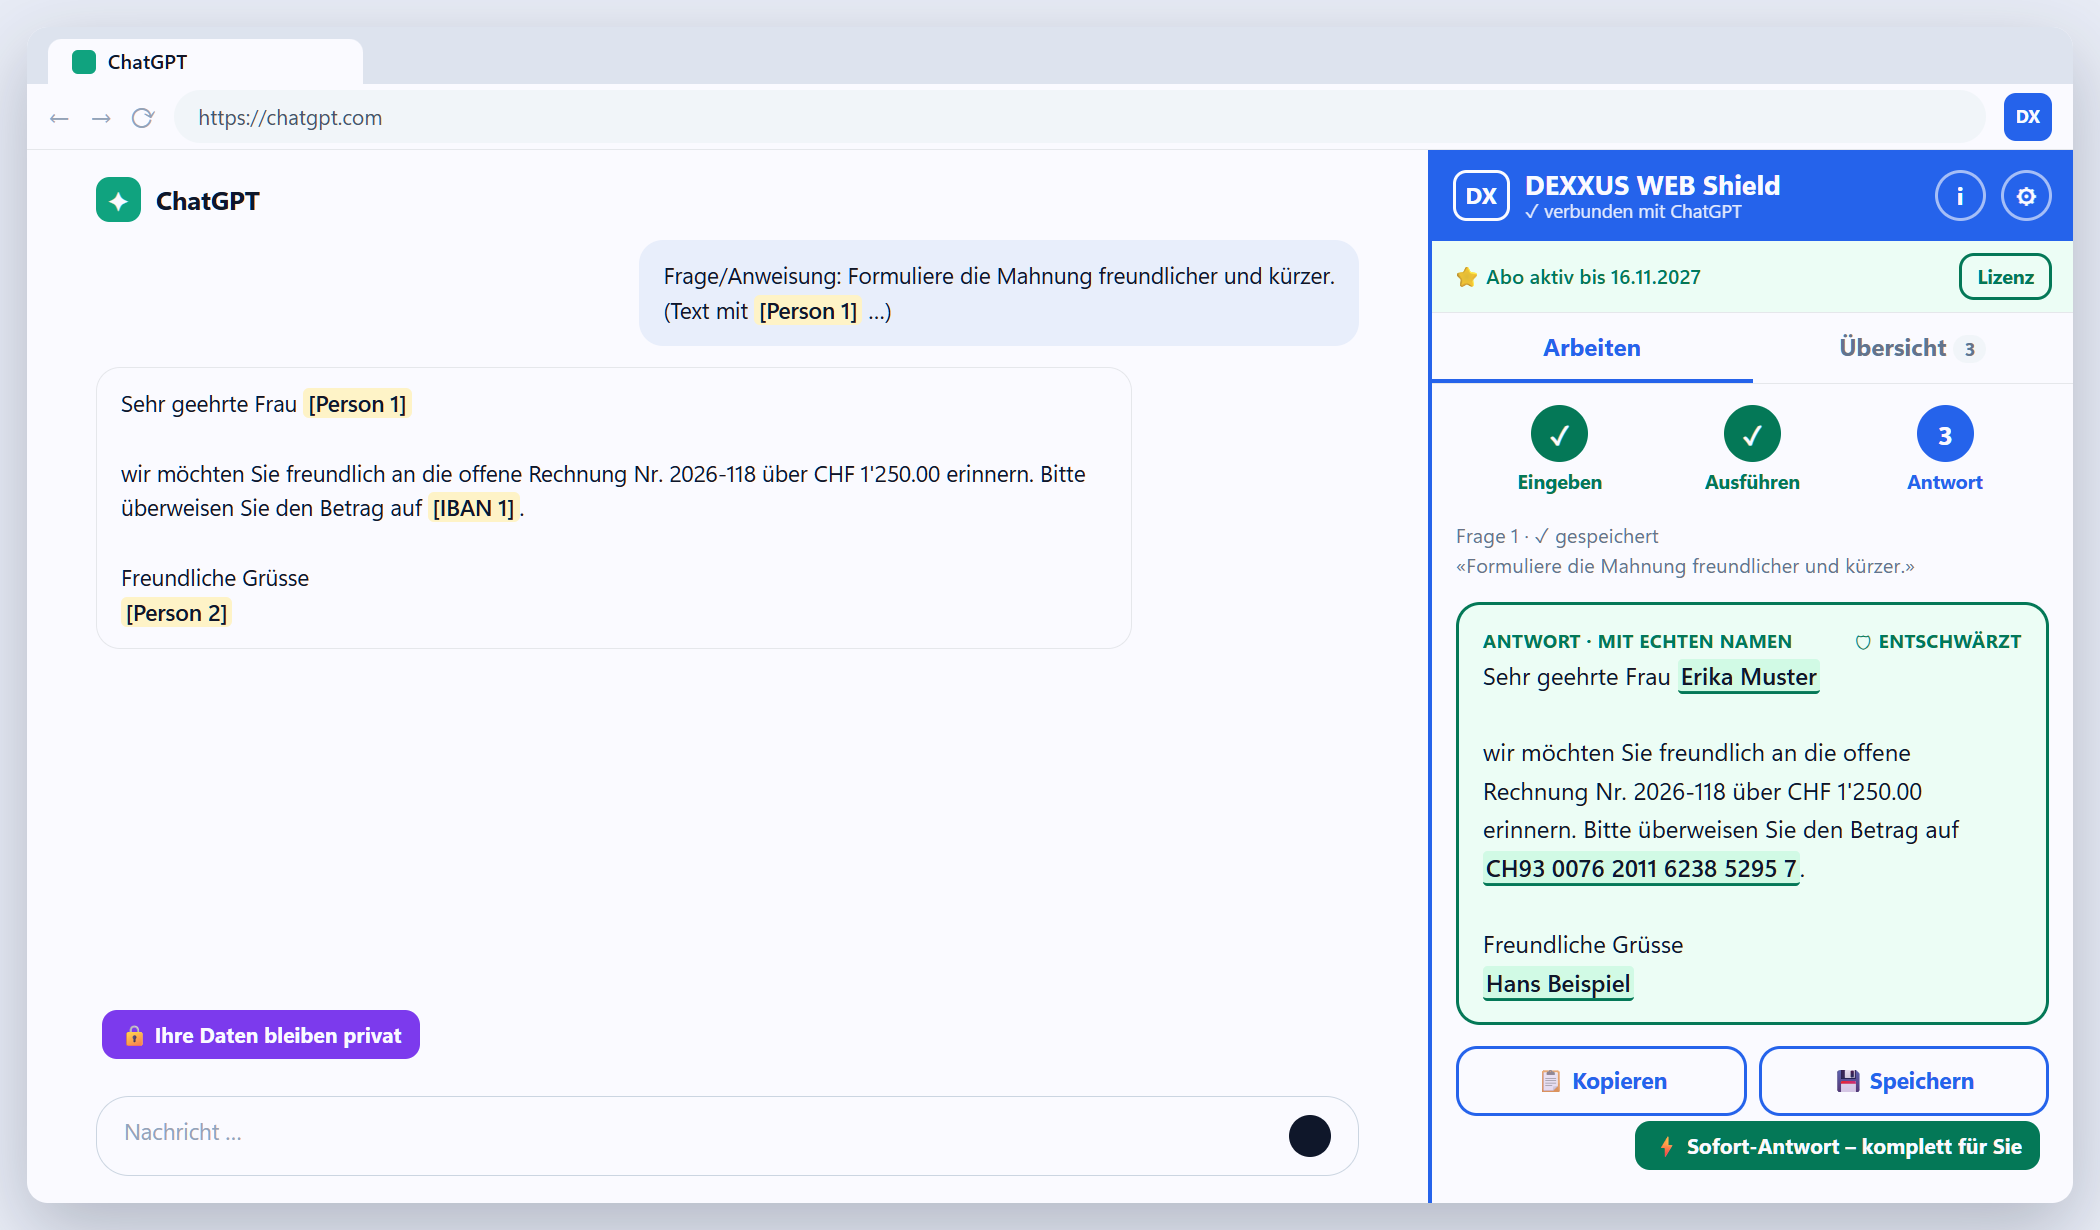 ChatGPT
https://chatgpt.com
DX
ChatGPT
Frage/Anweisung: Formuliere die Mahnung freundlicher und kürzer.
(Text mit [Person 1] ...)
Sehr geehrte Frau [Person 1]
wir möchten Sie freundlich an die offene Rechnung Nr. 2026-118 über CHF 1'250.00 erinnern. Bitte
überweisen Sie den Betrag auf [IBAN 1].
Freundliche Grüsse
[Person 2]
🔒 Ihre Daten bleiben privat
Nachricht ...
DX
DEXXUS WEB Shield
✓ verbunden mit ChatGPT
i
⭐ Abo aktiv bis 16.11.2027
Lizenz
Arbeiten
Übersicht 3
✓ ✓ 3
Eingeben Ausführen Antwort
Frage 1 · ✓ gespeichert
«Formuliere die Mahnung freundlicher und kürzer.»
ANTWORT · MIT ECHTEN NAMEN
ENTSCHWÄRZT
Sehr geehrte Frau Erika Muster
wir möchten Sie freundlich an die offene
Rechnung Nr. 2026-118 über CHF 1'250.00
erinnern. Bitte überweisen Sie den Betrag auf
CH93 0076 2011 6238 5295 7.
Freundliche Grüsse
Hans Beispiel
📋 Kopieren
💾 Speichern
⚡ Sofort-Antwort – komplett für Sie